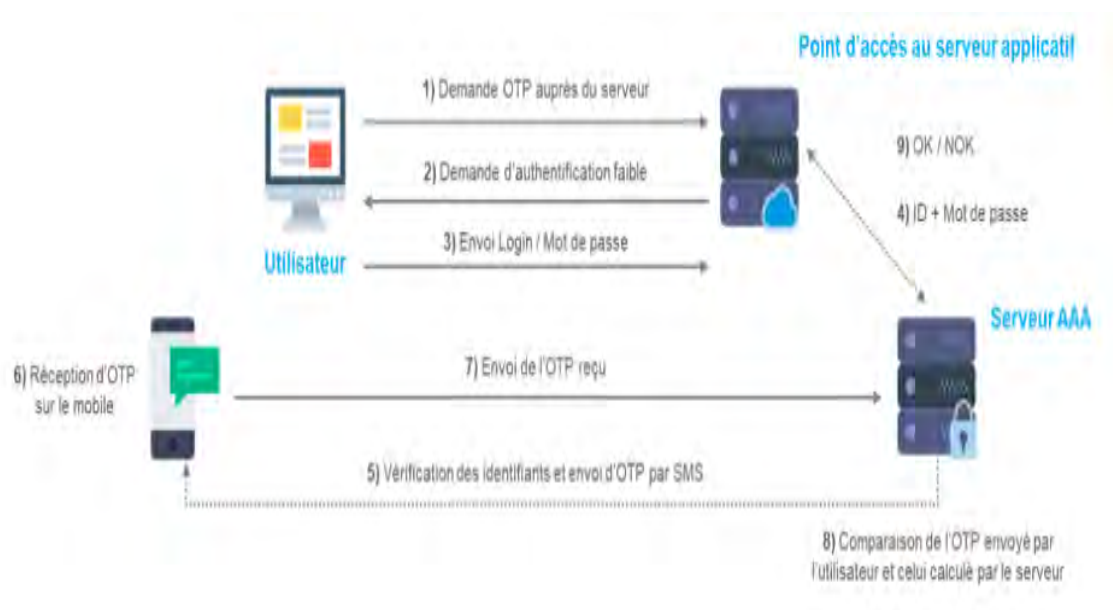 Point d'accès au serveur applicatif
1) Demande OTP auprès du serveur
9) OK / NOK
2) Demande d'authentification faible
4) ID + Mot de passe
3) Envoi Login / Mot de passe
Utilisateur
Serveur AAA
7) Envoi de l'OTP reçu
6) Réception d'OTP
sur le mobile
5) Vérification des identifiants et envoi d'OTP par SMS
8) Comparaison de l'OTP envoyé par
l'utilisateur et celui calculé par le serveur